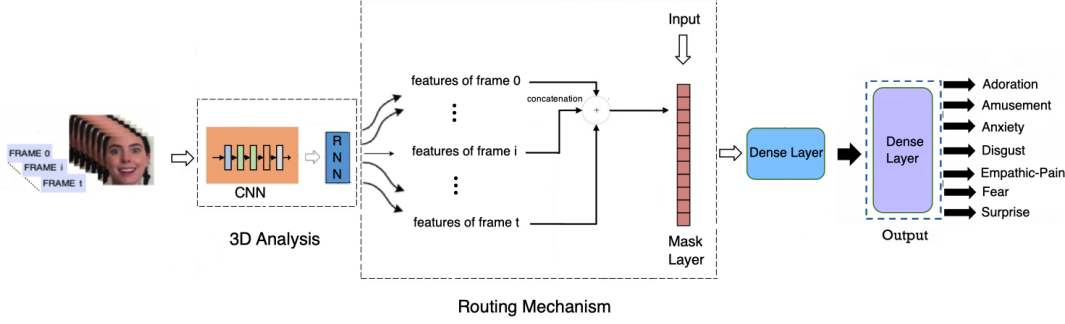 FRAME 0
FRAME i
FRAME t
CNN
R
N
N
3D Analysis
features of frame 0
concatenation
+
features of frame i
features of frame t
Input
Mask
Layer
Routing Mechanism
Dense Layer
Dense
Layer
Output
Adoration
Amusement
Anxiety
Disgust
Empathic-Pain
Fear
Surprise